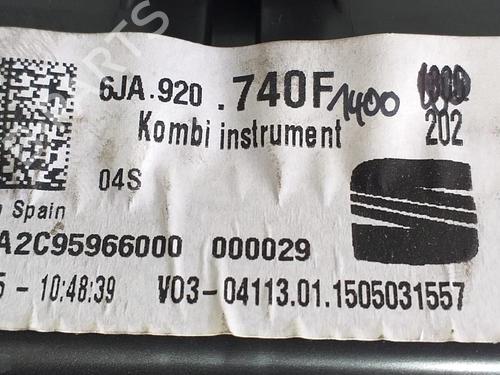 6JA.920.740F 1400
Kombi instrument 202
04S
Spain
A2C95966000 000029
5 - 10:48:39 V03-04113.01.1505031557